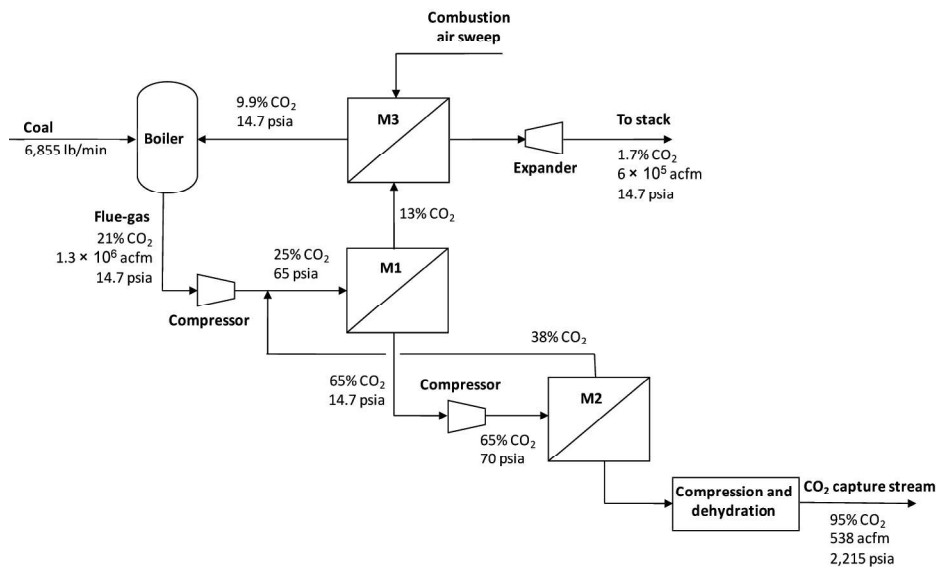 Combustion
air sweep
9.9% CO₂
14.7 psia
M3
To stack
Coal
6,855 lb/min
Boiler
Expander
1.7% CO₂
6 × 10⁵ acfm
14.7 psia
13% CO₂
Flue-gas
21% CO₂
1.3 × 10⁶ acfm
14.7 psia
25% CO₂
65 psia
M1
Compressor
38% CO₂
65% CO₂
14.7 psia
Compressor
M2
65% CO₂
70 psia
Compression and
dehydration
CO₂ capture stream
95% CO₂
538 acfm
2,215 psia